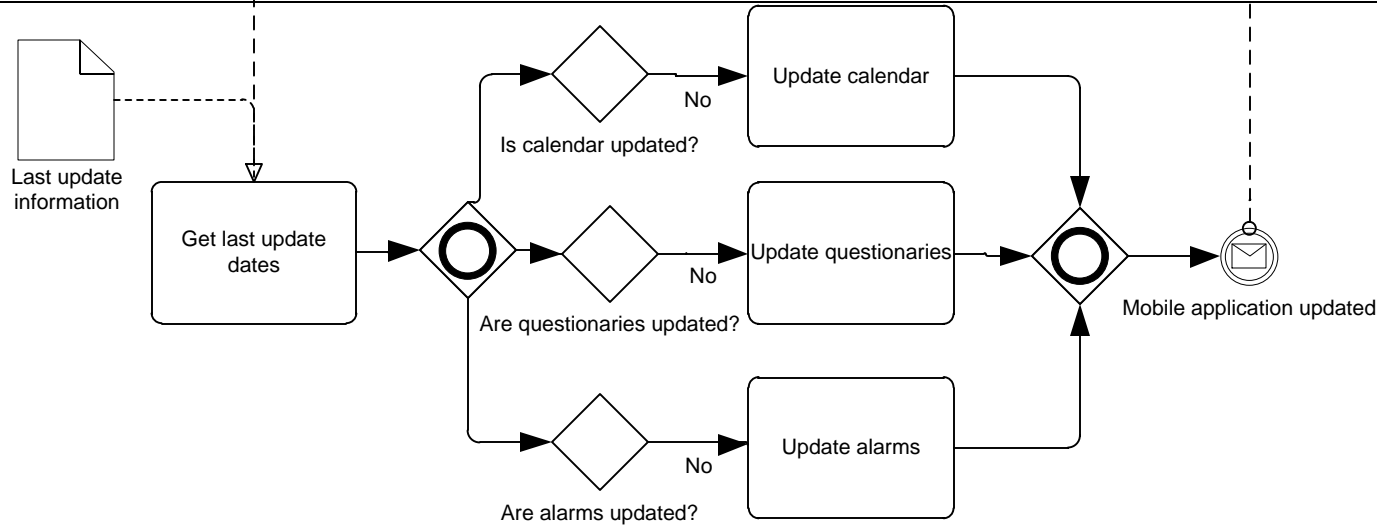 Last update
information
Get last update
dates
Is calendar updated?
No
Update calendar
Are questionaries updated?
No
Update questionaries
Are alarms updated?
No
Update alarms
Mobile application updated